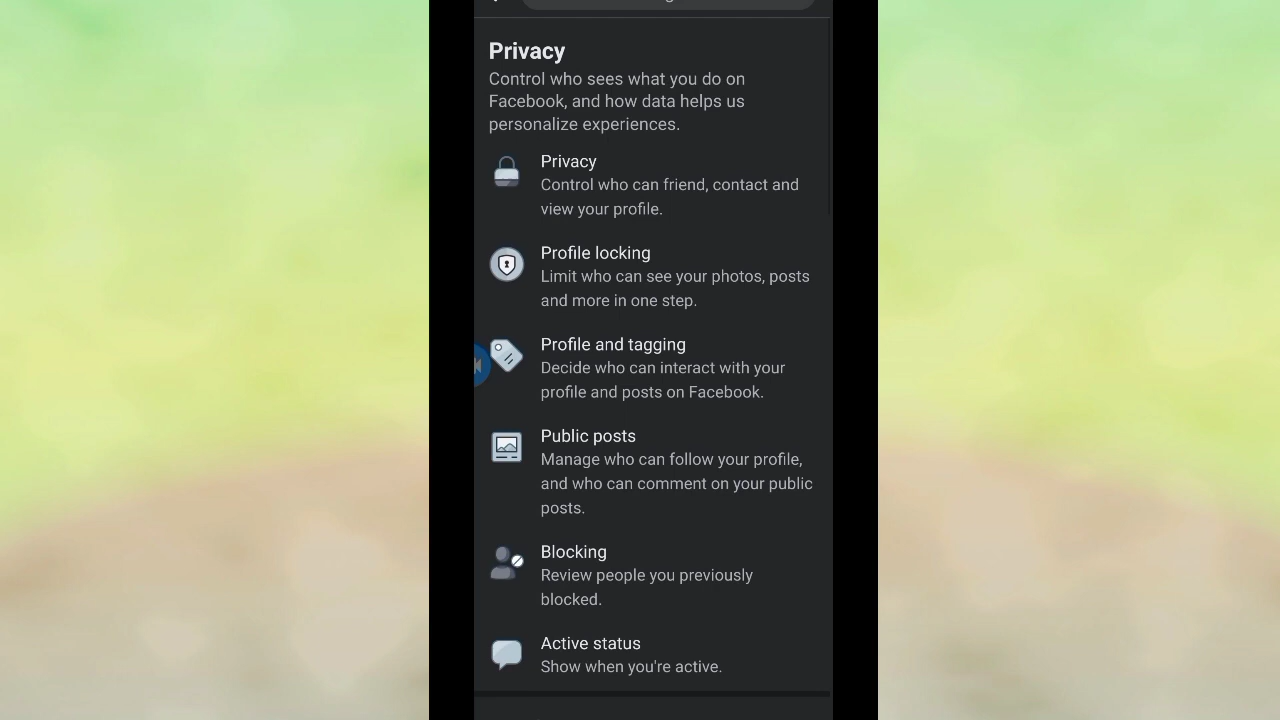 Privacy
Control who sees what you do on
Facebook, and how data helps us
personalize experiences.
Privacy
Control who can friend, contact and
view your profile.
Profile locking
Limit who can see your photos, posts
and more in one step.
Profile and tagging
Decide who can interact with your
profile and posts on Facebook.
Public posts
Manage who can follow your profile,
and who can comment on your public
posts.
Blocking
Review people you previously
blocked.
Active status
Show when you're active.